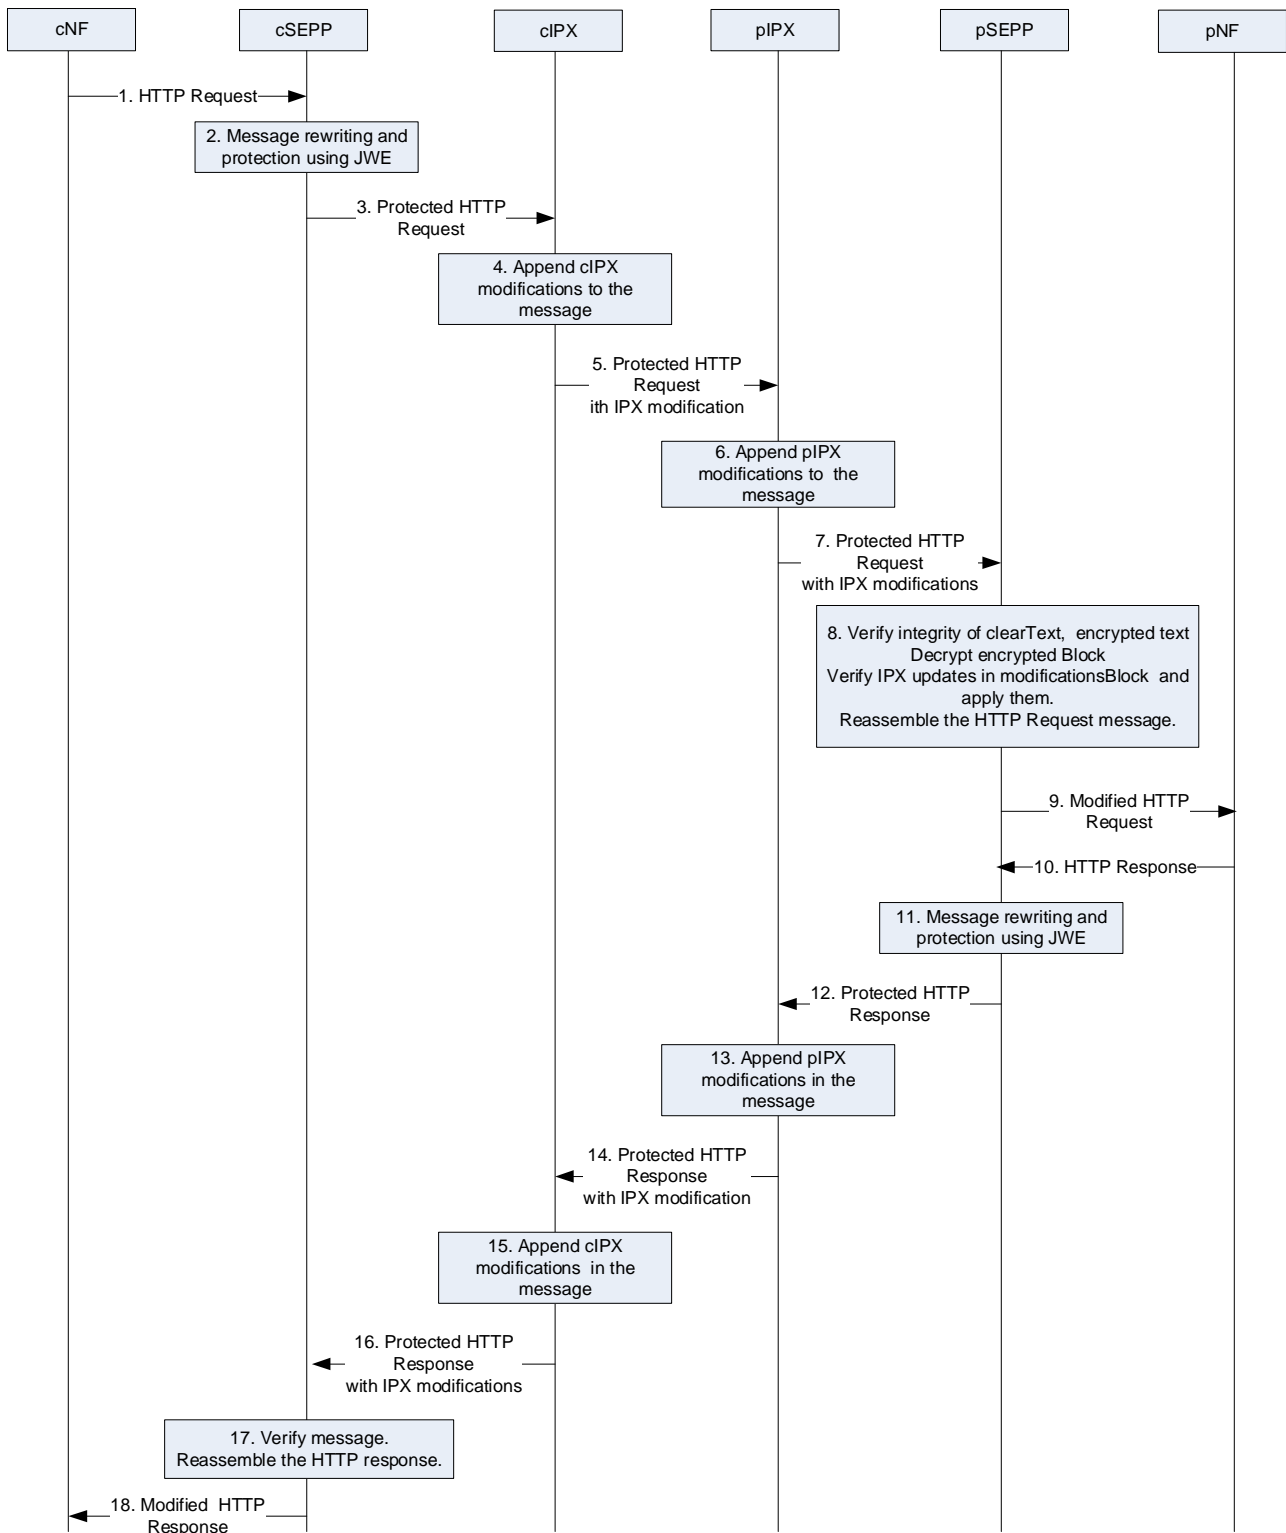 cNF
cSEPP
cIPX
pIPX
pSEPP
pNF
1. HTTP Request
2. Message rewriting and
protection using JWE
3. Protected HTTP
Request
4. Append cIPX
modifications to the
message
5. Protected HTTP
Request
ith IPX modification
6. Append pIPX
modifications to  the
message
7. Protected HTTP
Request
with IPX modifications
8. Verify integrity of clearText,  encrypted text
Decrypt encrypted Block
Verify IPX updates in modificationsBlock  and
apply them.
Reassemble the HTTP Request message.
9. Modified HTTP
Request
10. HTTP Response
11. Message rewriting and
protection using JWE
12. Protected HTTP
Response
13. Append pIPX
modifications in the
message
14. Protected HTTP
Response
with IPX modification
15. Append cIPX
modifications  in the
message
16. Protected HTTP
Response
with IPX modifications
17. Verify message.
Reassemble the HTTP response.
18. Modified  HTTP
Response